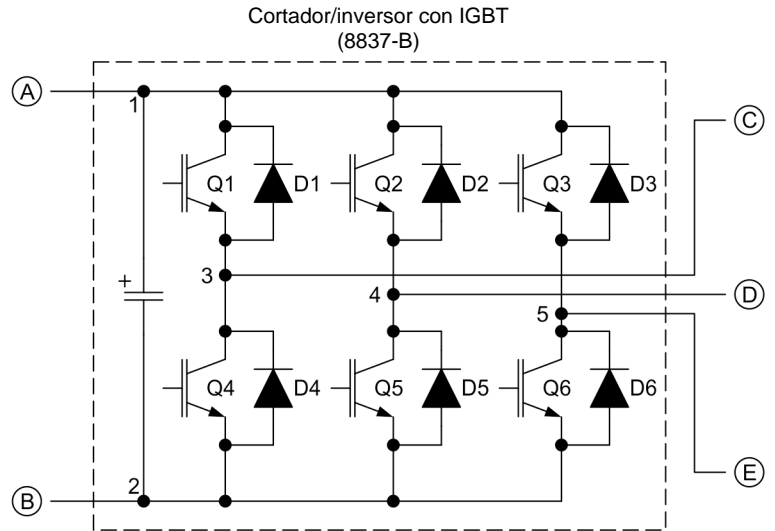 Cortador/inversor con IGBT
(8837-B)
A
1
C
Q1 D1 Q2 D2 Q3 D3
3
+
4
D
5
Q4 D4 Q5 D5 Q6 D6
E
2
B